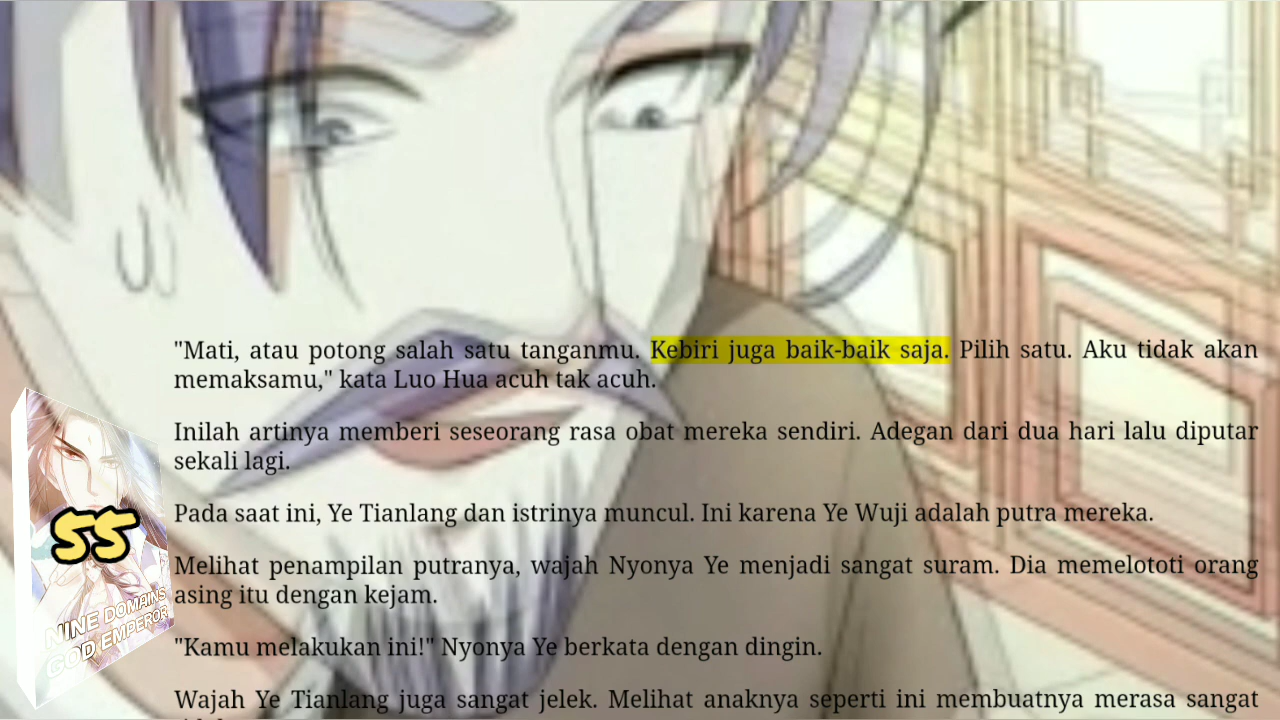 "Mati, atau potong salah satu tanganmu. Kebiri juga baik-baik saja. Pilih satu. Aku tidak akan
memaksamu," kata Luo Hua acuh tak acuh.
Inilah artinya memberi seseorang rasa obat mereka sendiri. Adegan dari dua hari lalu diputar
sekali lagi.
Pada saat ini, Ye Tianlang dan istrinya muncul. Ini karena Ye Wuji adalah putra mereka.
Melihat penampilan putranya, wajah Nyonya Ye menjadi sangat suram. Dia memelototi orang
asing itu dengan kejam.
"Kamu melakukan ini!" Nyonya Ye berkata dengan dingin.
Wajah Ye Tianlang juga sangat jelek. Melihat anaknya seperti ini membuatnya merasa sangat
SS
NINE DOMAINS
GOD EMPEROR